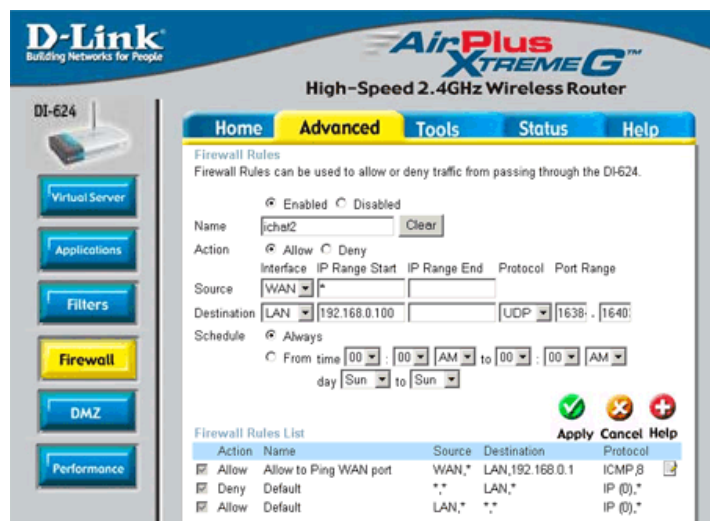 D-Link
Building Networks for People
AirPlus
XTREME G™
High-Speed 2.4GHz Wireless Router
DI-624
Home Advanced Tools Status Help
Virtual Server
Applications
Filters
Firewall
DMZ
Performance
Firewall Rules
Firewall Rules can be used to allow or deny traffic from passing through the DI-624.
Enabled Disabled
Name ichat2 Clear
Action Allow Deny
Interface IP Range Start IP Range End Protocol Port Range
Source WAN *
Destination LAN 192.168.0.100 UDP 1638 - 1640
Schedule Always
From time 00 : 00 AM to 00 : 00 AM
day Sun to Sun
Apply Cancel Help
Firewall Rules List
Action Name Source Destination Protocol
Allow Allow to Ping WAN port WAN,* LAN,192.168.0.1 ICMP,8
Deny Default *,* LAN,* IP (0),*
Allow Default LAN,* *,* IP (0),*